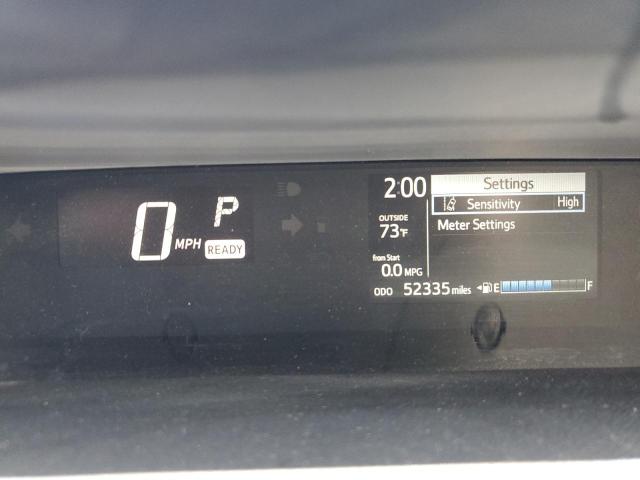 0 MPH
P
READY
2:00
OUTSIDE
73°F
from Start
0.0 MPG
Settings
Sensitivity High
Meter Settings
ODO 52335 miles E F